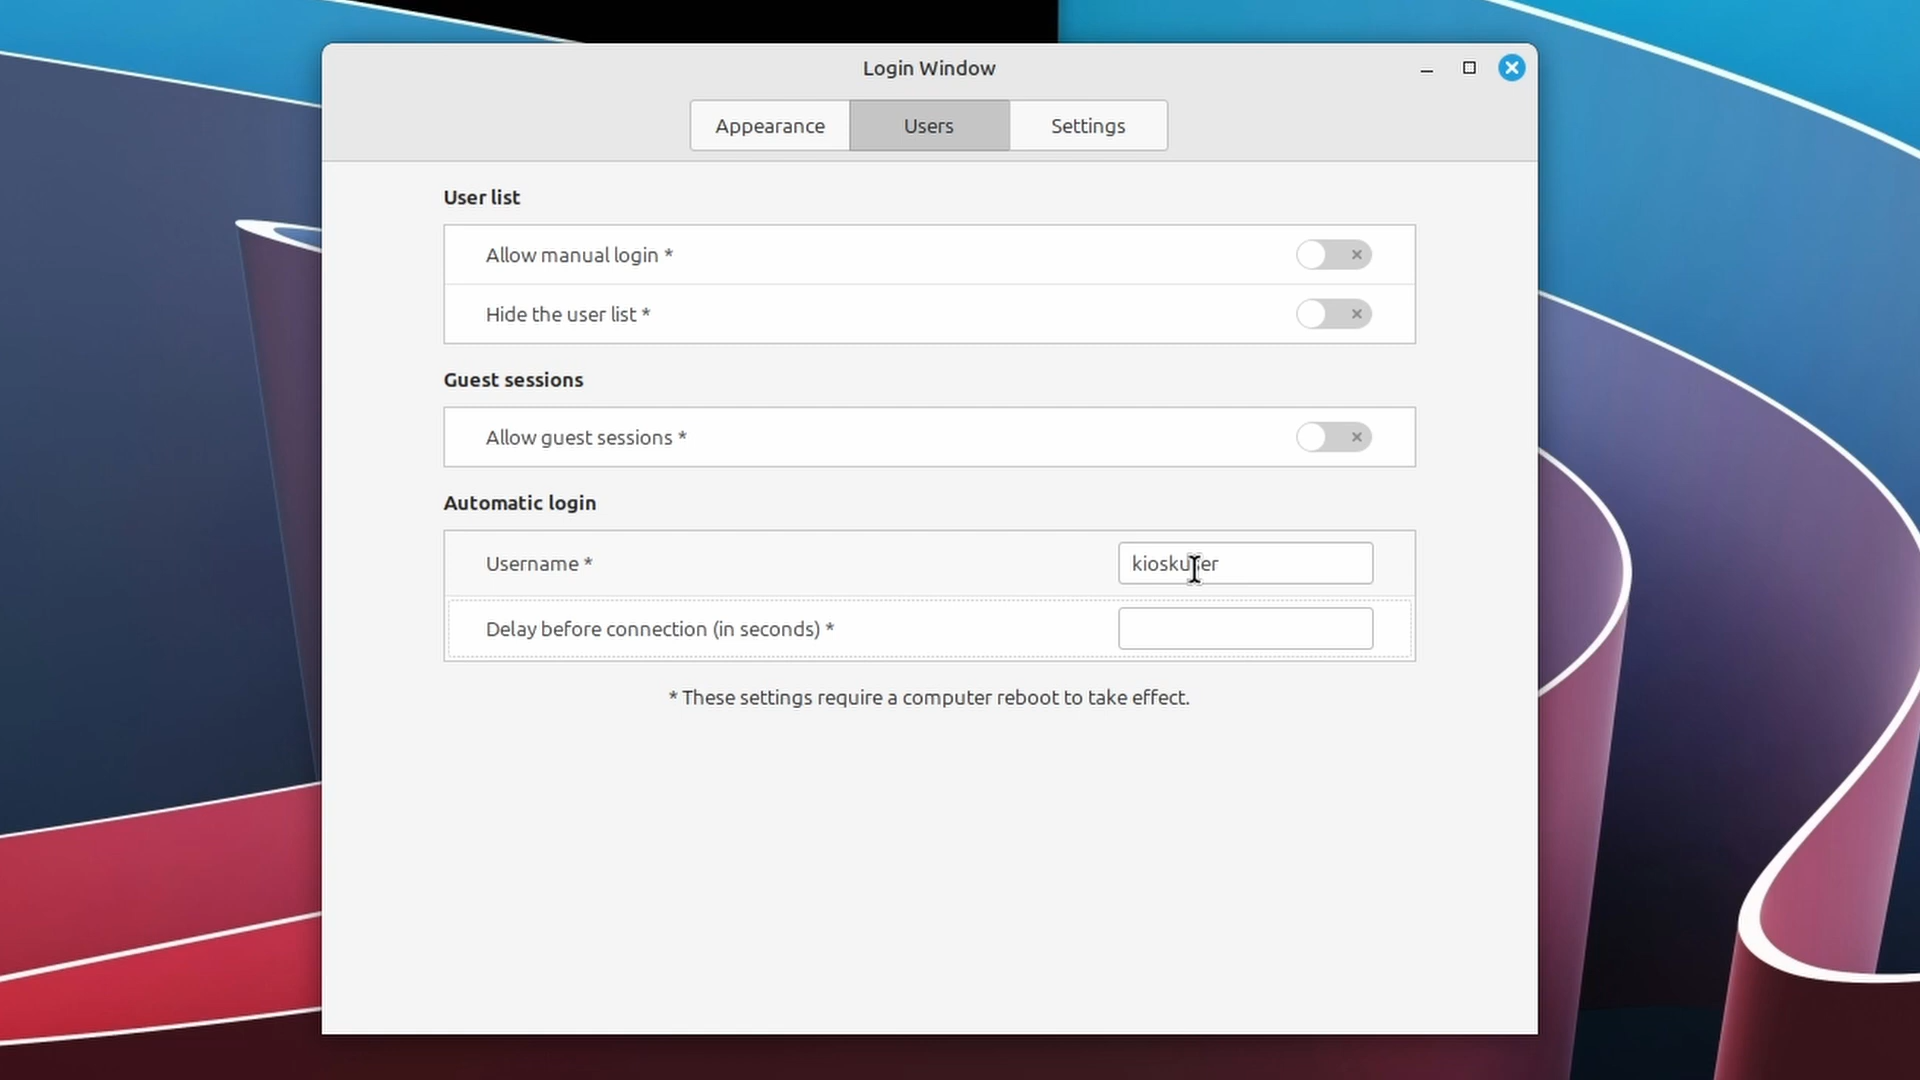 Login Window
Appearance Users Settings
User list
Allow manual login *
Hide the user list *
Guest sessions
Allow guest sessions *
Automatic login
Username *
Delay before connection (in seconds) *
* These settings require a computer reboot to take effect.